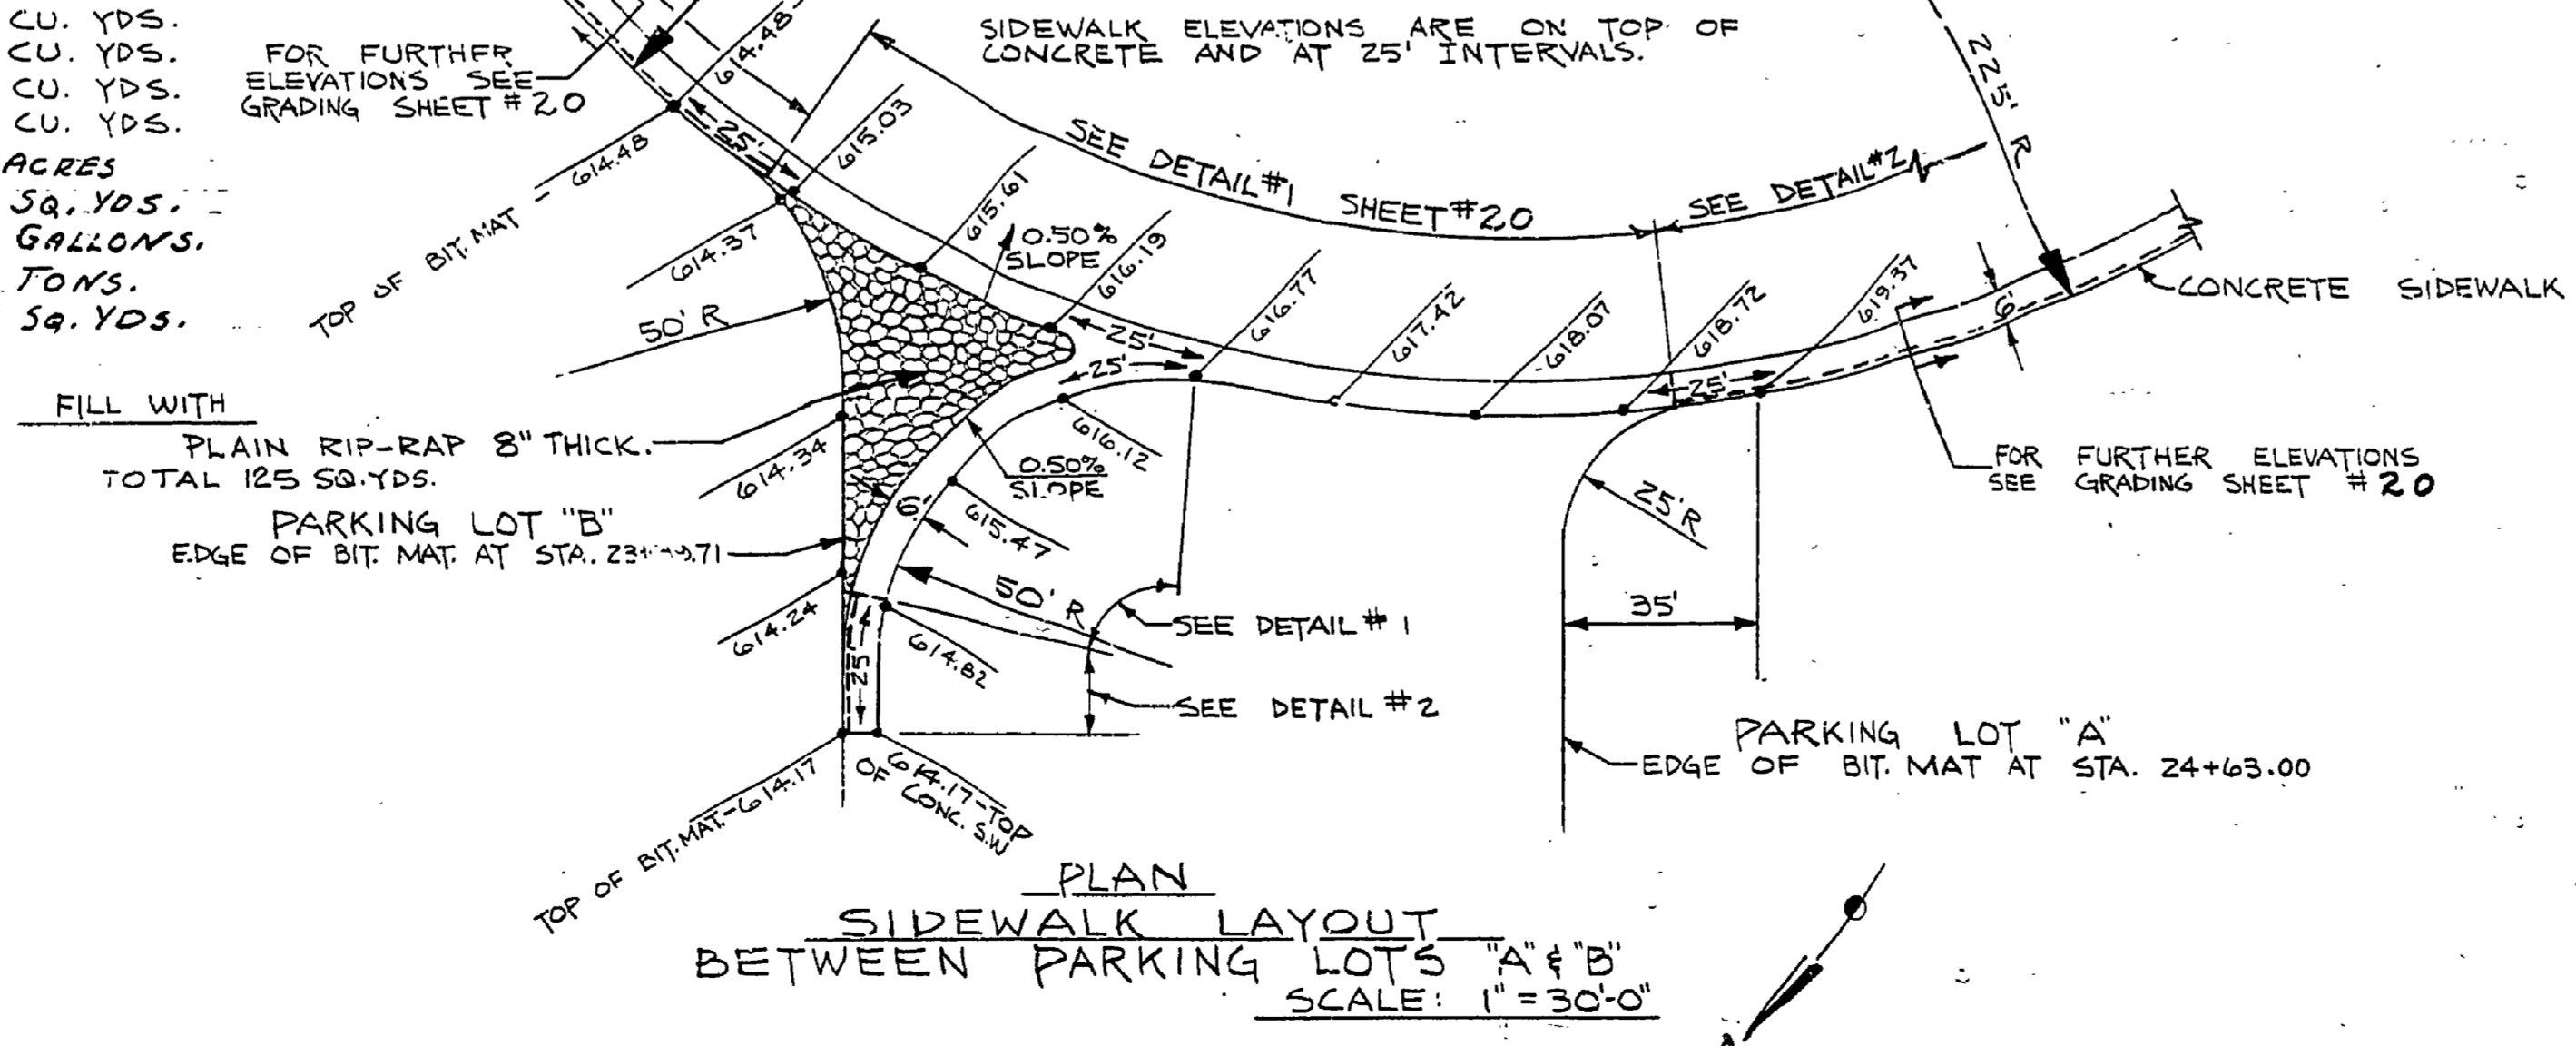 CU. YDS.
CU. YDS.
CU. YDS.
CU. YDS.
ACRES
SQ. YDS.
GALLONS.
TONS.
SQ. YDS.
FOR FURTHER
ELEVATIONS SEE
GRADING SHEET #20
SIDEWALK ELEVATIONS ARE ON TOP OF
CONCRETE AND AT 25' INTERVALS.
614.48
225' R
25'
615.03
TOP OF BIT. MAT - 614.48
SEE DETAIL #1 SHEET #20
SEE DETAIL #2
615.61
614.37
0.50%
SLOPE
616.19
616.77
617.42
618.07
618.72
619.37
6'
CONCRETE SIDEWALK
50' R
25'
25'
25'
FILL WITH
PLAIN RIP-RAP 8" THICK.
TOTAL 125 SQ. YDS.
614.34
616.12
0.50%
SLOPE
FOR FURTHER ELEVATIONS
SEE GRADING SHEET #20
25' R
6'
615.47
PARKING LOT "B"
EDGE OF BIT. MAT. AT STA.
614.24
50' R
SEE DETAIL #1
35'
614.82
25'
SEE DETAIL #2
PARKING LOT "A"
EDGE OF BIT. MAT AT STA. 24+63.00
TOP OF BIT. MAT.-614.17
614.17-TOP
OF CONC. S.W
PLAN
SIDEWALK LAYOUT
BETWEEN PARKING LOTS "A" & "B"
SCALE: 1" = 30'-0"